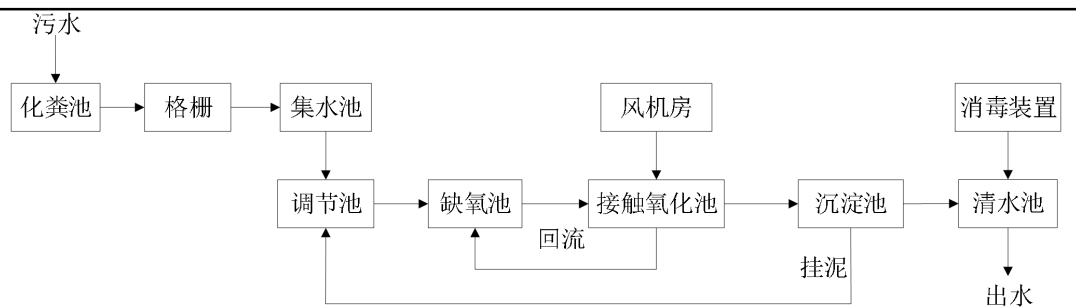 污水
化粪池
格栅
集水池
风机房
消毒装置
调节池
缺氧池
接触氧化池
沉淀池
清水池
回流
挂泥
出水